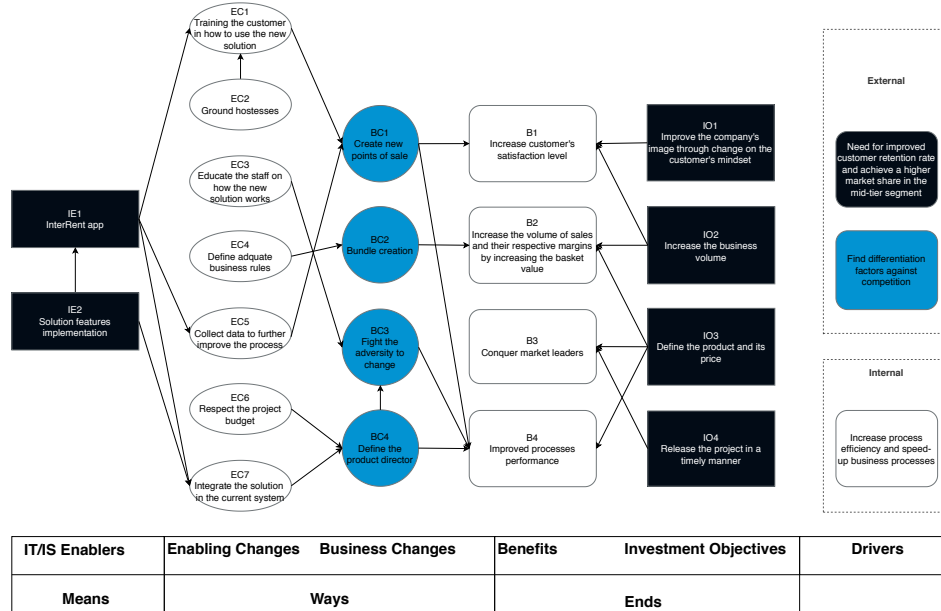 EC1
Training the customer
in how to use the new
solution
EC2
Ground hostesses
EC3
Educate the staff on
how the new
solution works
EC4
Define adquate
business rules
EC5
Collect data to further
improve the process
EC6
Respect the project
budget
EC7
Integrate the solution
in the current system
IE1
InterRent app
IE2
Solution features
implementation
BC1
Create new
points of sale
BC2
Bundle creation
BC3
Fight the
adversity to
change
BC4
Define the
product director
B1
Increase customer's
satisfaction level
B2
Increase the volume of sales
and their respective margins
by increasing the basket
value
B3
Conquer market leaders
B4
Improved processes
performance
IO1
Improve the company's
image through change on
the customer's mindset
IO2
Increase the business
volume
IO3
Define the product and its
price
IO4
Release the project in a
timely manner
External
Need for improved
customer retention rate
and achieve a higher
market share in the
mid-tier segment
Find differentiation
factors against
competition
Internal
Increase process
efficiency and speed-
up business processes
IT/IS Enablers
Enabling Changes
Business Changes
Benefits
Investment Objectives
Drivers
Means
Ways
Ends